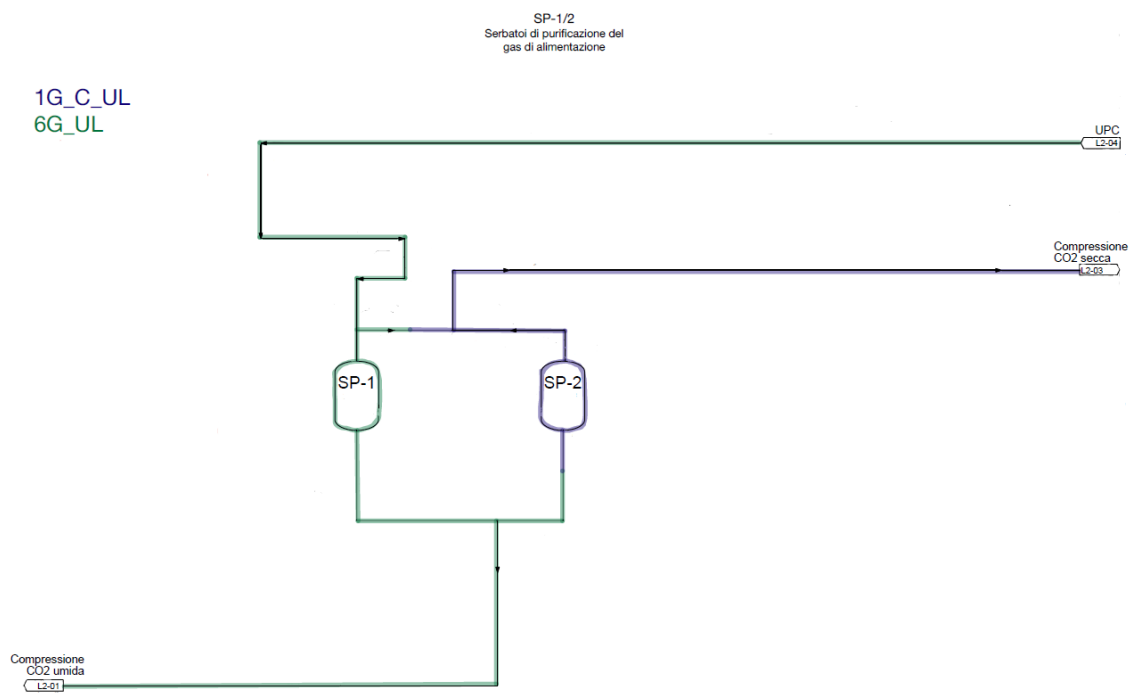 SP-1/2
Serbatoi di purificazione del
gas di alimentazione
1G_C_UL
6G_UL
UPC
L2-04
Compressione
CO2 secca
L2-03
SP-1
SP-2
Compressione
CO2 umida
L2-01